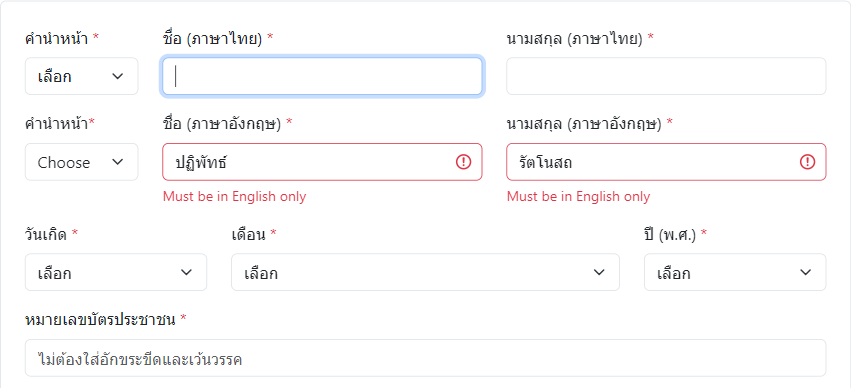 คำนำหน้า * ชื่อ (ภาษาไทย) * นามสกุล (ภาษาไทย) *
เลือก
คำนำหน้า* ชื่อ (ภาษาอังกฤษ) * นามสกุล (ภาษาอังกฤษ) *
Choose ปฏิพัทธ์ รัตโนสถ
Must be in English only Must be in English only
วันเกิด * เดือน * ปี (พ.ศ.) *
เลือก เลือก เลือก
หมายเลขบัตรประชาชน *
ไม่ต้องใส่อักขระขีดและเว้นวรรค